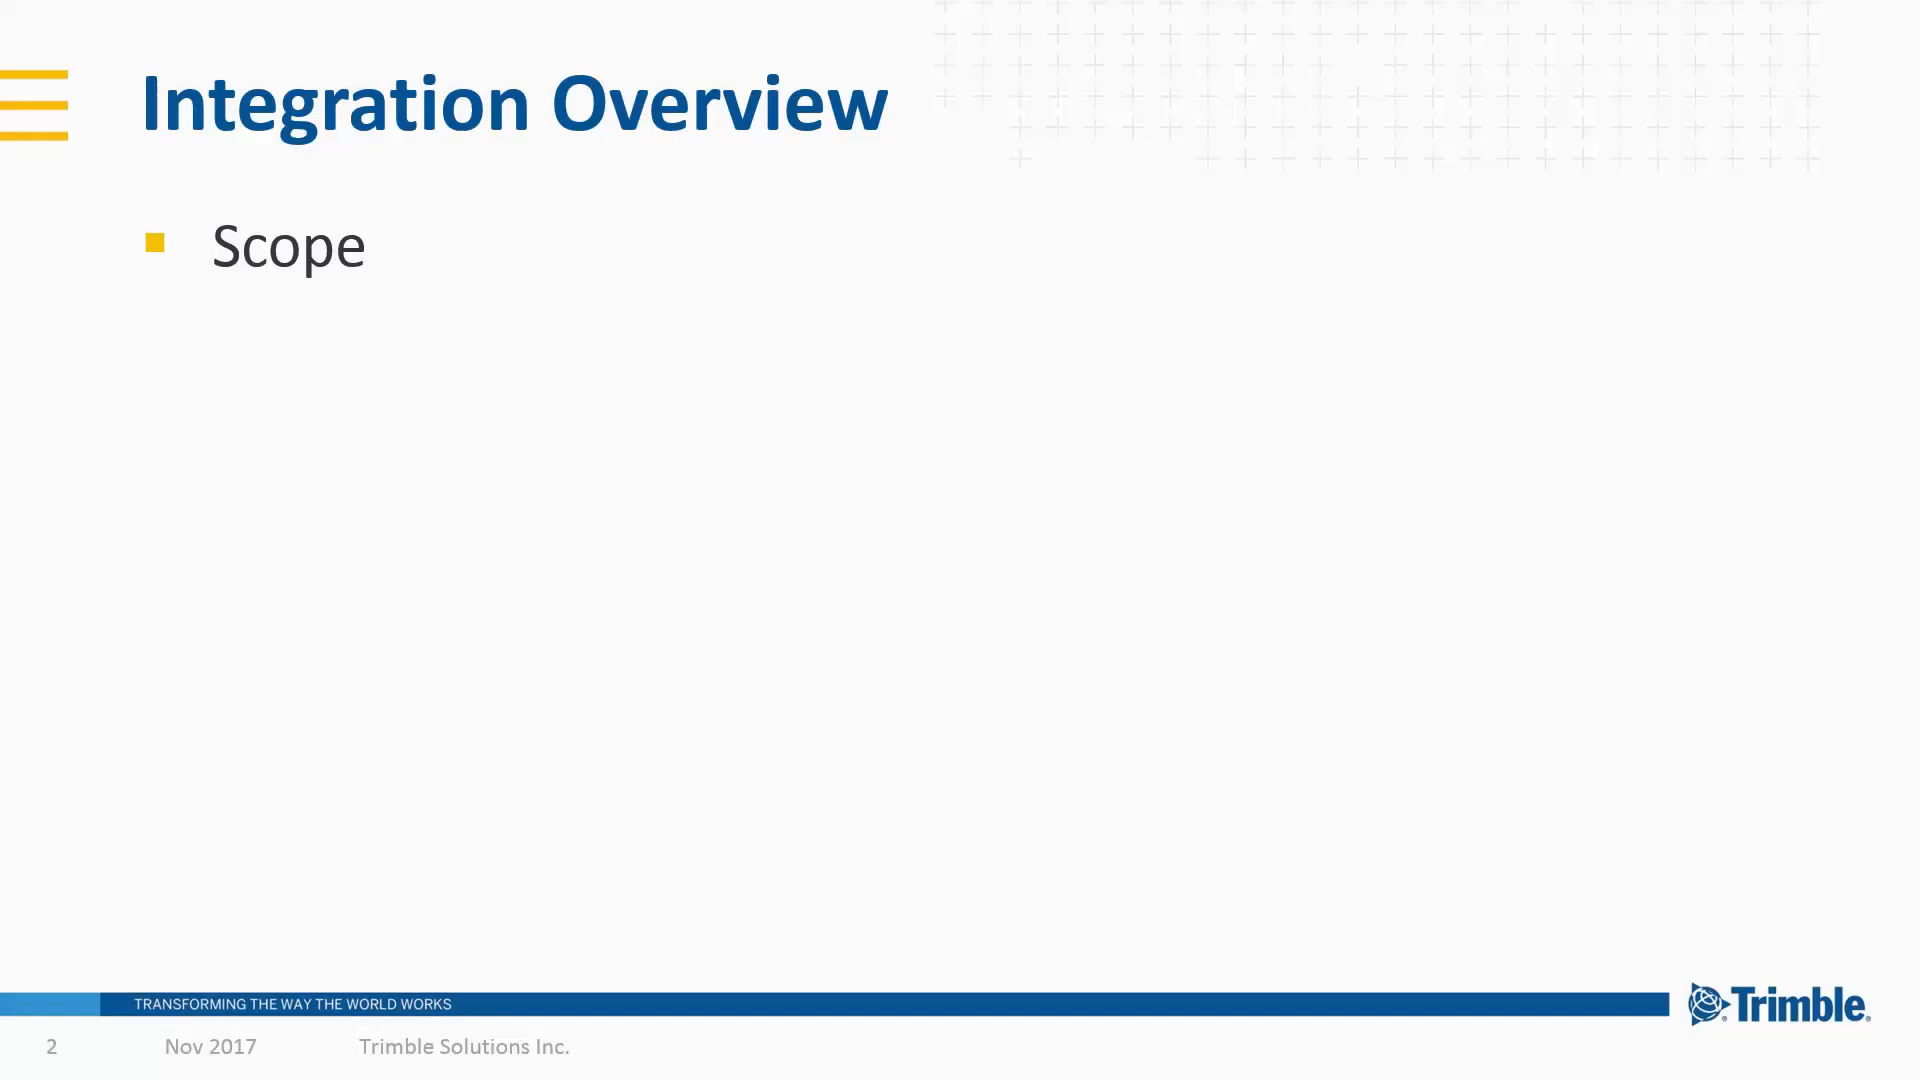 Integration Overview
Scope
TRANSFORMING THE WAY THE WORLD WORKS
Trimble
2
Nov 2017
Trimble Solutions Inc.